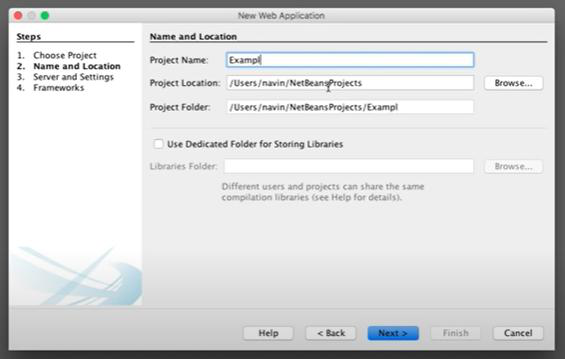 New Web Application
Steps
1. Choose Project
2. Name and Location
3. Server and Settings
4. Frameworks
Name and Location
Project Name: Exampl
Project Location: /Users/navin/NetBeansProjects Browse...
Project Folder: /Users/navin/NetBeansProjects/Exampl
Use Dedicated Folder for Storing Libraries
Libraries Folder: Browse...
Different users and projects can share the same
compilation libraries (see Help for details).
Help < Back Next > Finish Cancel